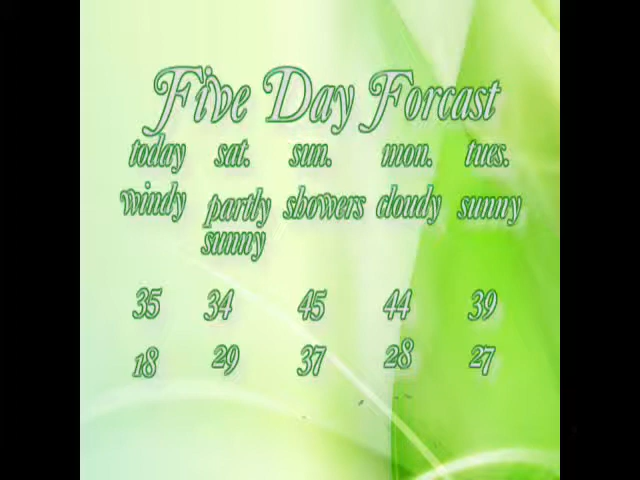 Five Day Forcast
today sat. sun. mon. tues.
windy partly showers cloudy sunny
sunny
35 34 45 44 39
18 29 37 28 27